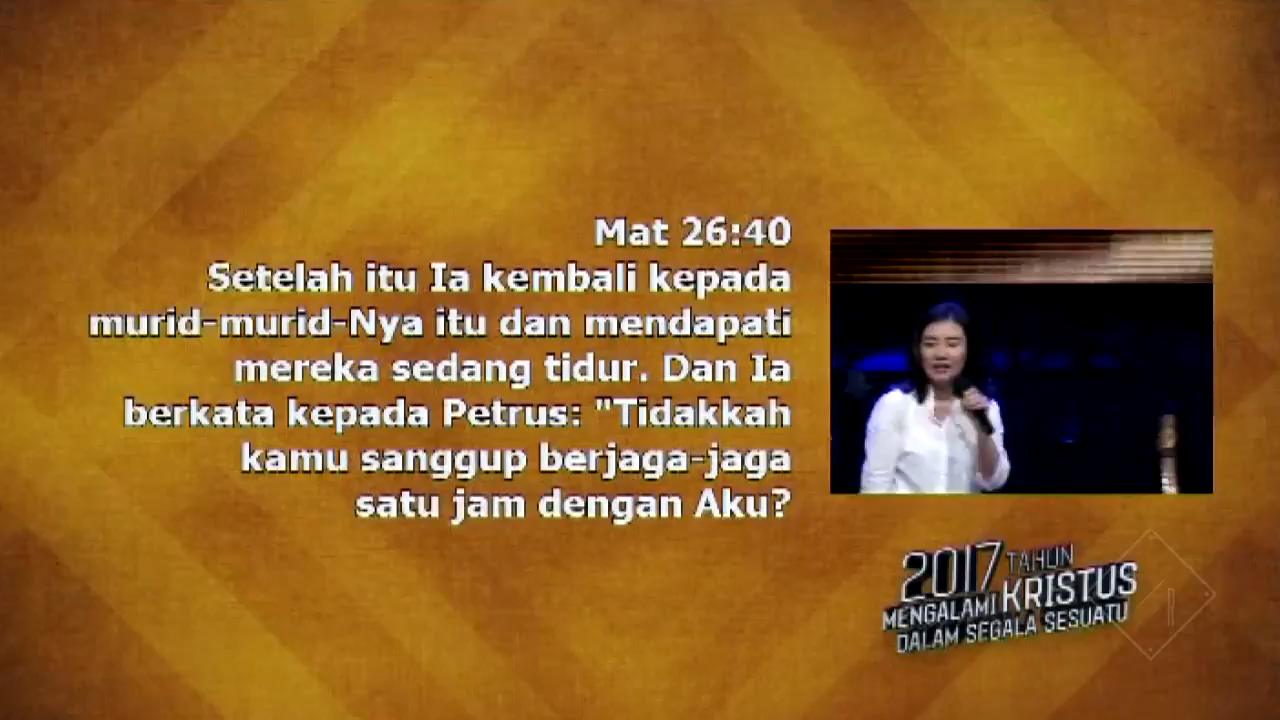 Mat 26:40
Setelah itu Ia kembali kepada
murid-murid-Nya itu dan mendapati
mereka sedang tidur. Dan Ia
berkata kepada Petrus: "Tidakkah
kamu sanggup berjaga-jaga
satu jam dengan Aku?
2017 TAHUN
MENGALAMI KRISTUS
DALAM SEGALA SESUATU